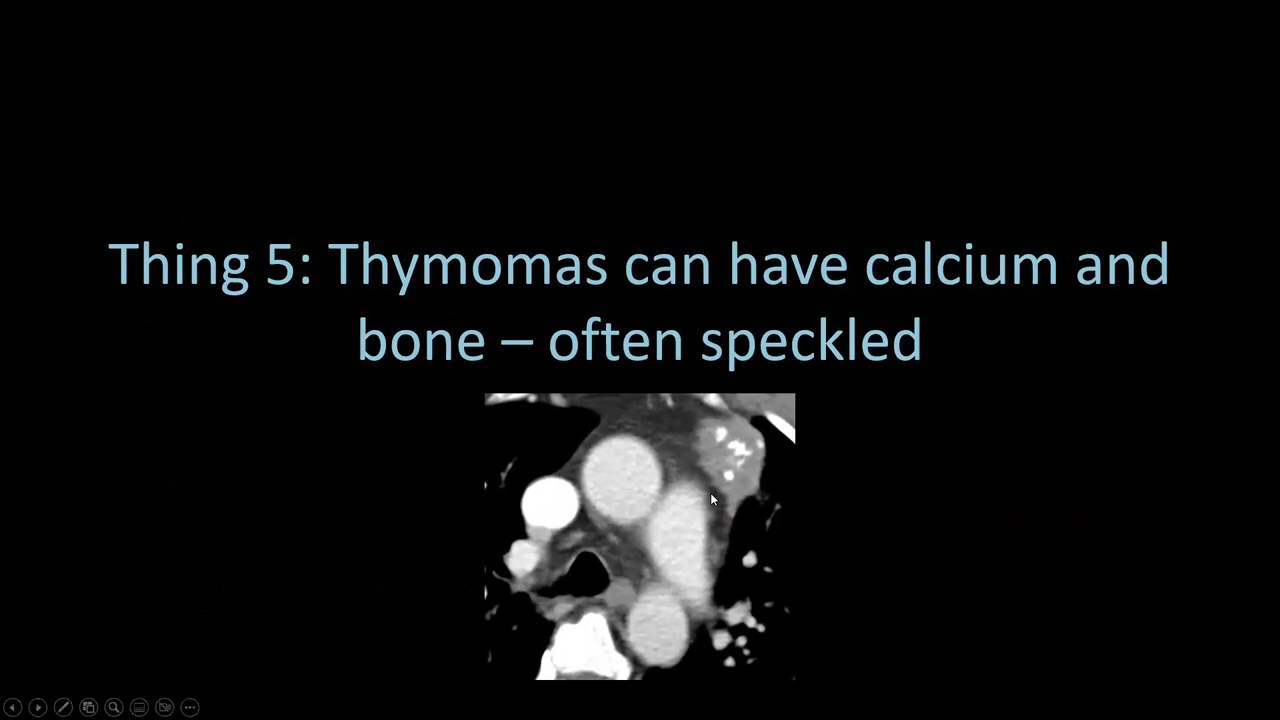 Thing 5: Thymomas can have calcium and
bone – often speckled